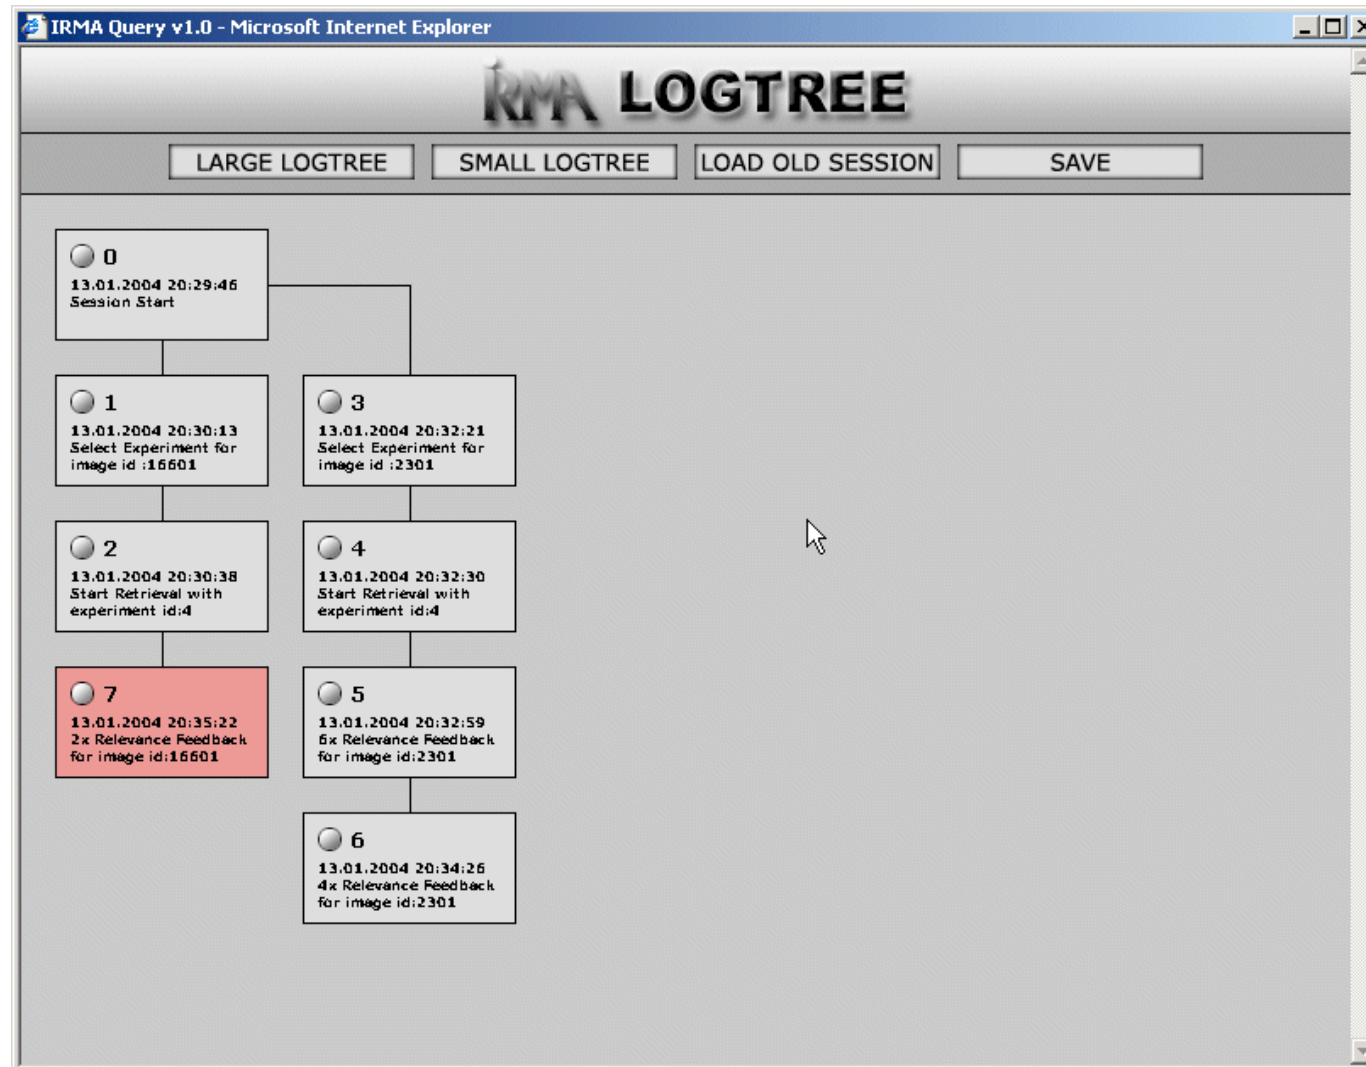 IRMA Query v1.0 - Microsoft Internet Explorer
IRMA LOGTREE
LARGE LOGTREE SMALL LOGTREE LOAD OLD SESSION SAVE
0
13.01.2004 20:29:46
Session Start
1
13.01.2004 20:30:13
Select Experiment for
image id :16601
3
13.01.2004 20:32:21
Select Experiment for
image id :2301
2
13.01.2004 20:30:38
Start Retrieval with
experiment id:4
4
13.01.2004 20:32:30
Start Retrieval with
experiment id:4
7
13.01.2004 20:35:22
2x Relevance Feedback
for image id:16601
5
13.01.2004 20:32:59
6x Relevance Feedback
for image id:2301
6
13.01.2004 20:34:26
4x Relevance Feedback
for image id:2301